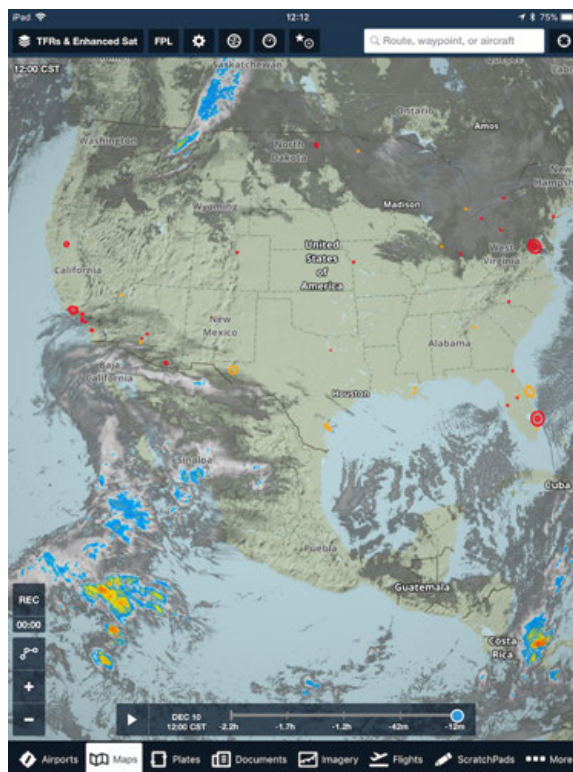 iPad 12:12 75%
TFRs & Enhanced Sat FPL Route, waypoint, or aircraft
12:00 CST
Saskatchewan
Ontario
Amos
Washington
North
Dakota
New
Hampsh
Wyoming
Madison
California
United
States
of
America
West
Virginia
New
Mexico
Alabama
Baja
California
Houston
Sinaloa
Cuba
Puebla
Guatemala
REC
00:00
Costa
Rica
DEC 10
12:00 CST -2.2h -1.7h -1.2h -42m -12m
Airports Maps Plates Documents Imagery Flights ScratchPads More